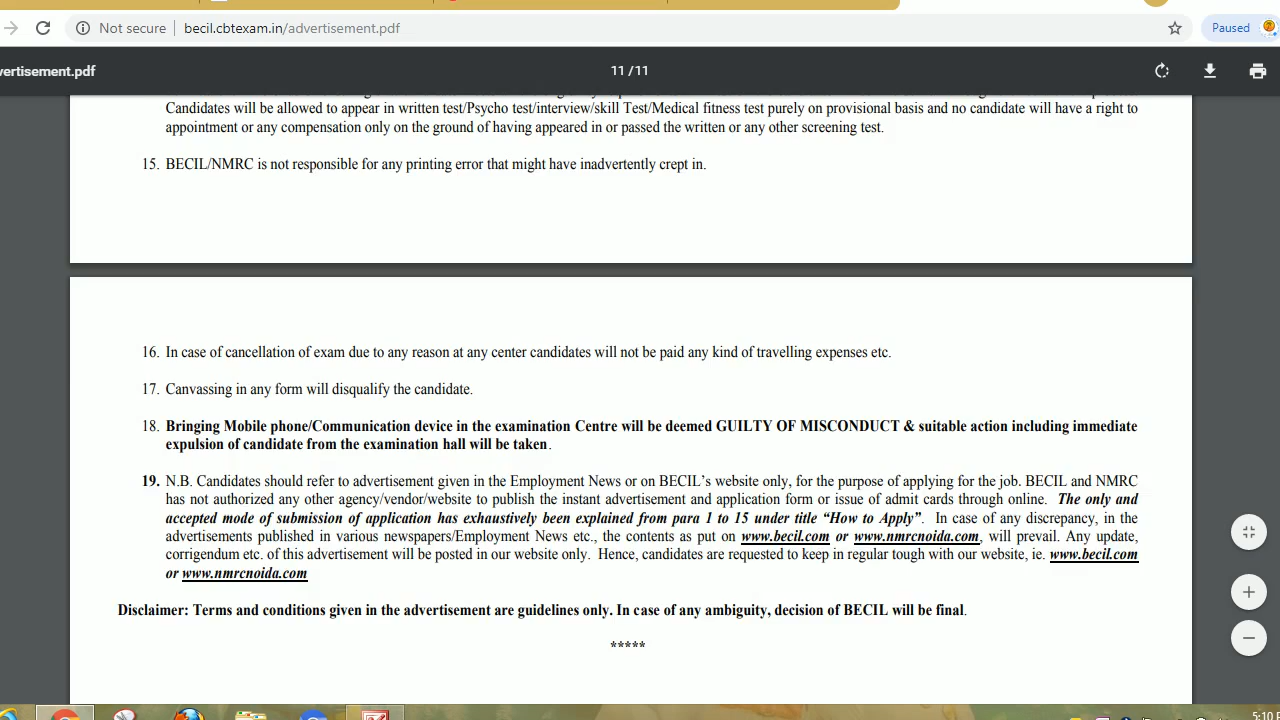 Not secure
becil.cbtexam.in/advertisement.pdf
Paused
vertisement.pdf
11 / 11
Candidates will be allowed to appear in written test/Psycho test/interview/skill Test/Medical fitness test purely on provisional basis and no candidate will have a right to
appointment or any compensation only on the ground of having appeared in or passed the written or any other screening test.
15. BECIL/NMRC is not responsible for any printing error that might have inadvertently crept in.
16. In case of cancellation of exam due to any reason at any center candidates will not be paid any kind of travelling expenses etc.
17. Canvassing in any form will disqualify the candidate.
18. Bringing Mobile phone/Communication device in the examination Centre will be deemed GUILTY OF MISCONDUCT & suitable action including immediate
expulsion of candidate from the examination hall will be taken.
19. N.B. Candidates should refer to advertisement given in the Employment News or on BECIL’s website only, for the purpose of applying for the job. BECIL and NMRC
has not authorized any other agency/vendor/website to publish the instant advertisement and application form or issue of admit cards through online. The only and
accepted mode of submission of application has exhaustively been explained from para 1 to 15 under title “How to Apply”. In case of any discrepancy, in the
advertisements published in various newspapers/Employment News etc., the contents as put on www.becil.com or www.nmrcnoida.com, will prevail. Any update,
corrigendum etc. of this advertisement will be posted in our website only. Hence, candidates are requested to keep in regular tough with our website, ie. www.becil.com
or www.nmrcnoida.com
Disclaimer: Terms and conditions given in the advertisement are guidelines only. In case of any ambiguity, decision of BECIL will be final.
*****
5:10